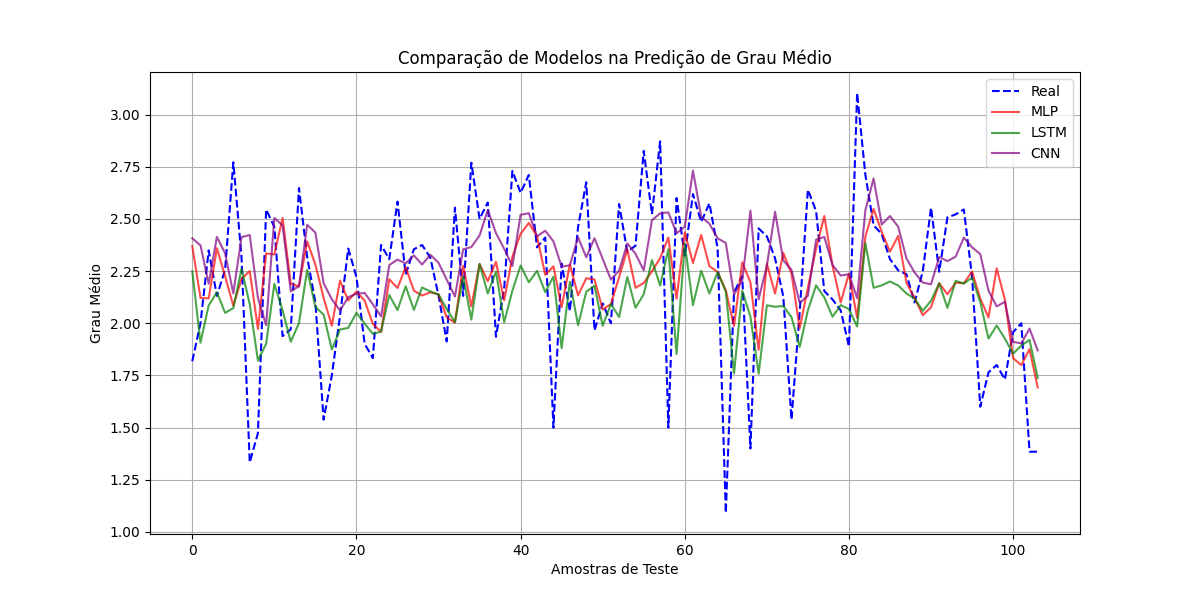 Comparação de Modelos na Predição de Grau Médio
Real
MLP
LSTM
CNN
3.00
2.75
2.50
2.25
2.00
1.75
1.50
1.25
1.00
Grau Médio
0 20 40 60 80 100
Amostras de Teste